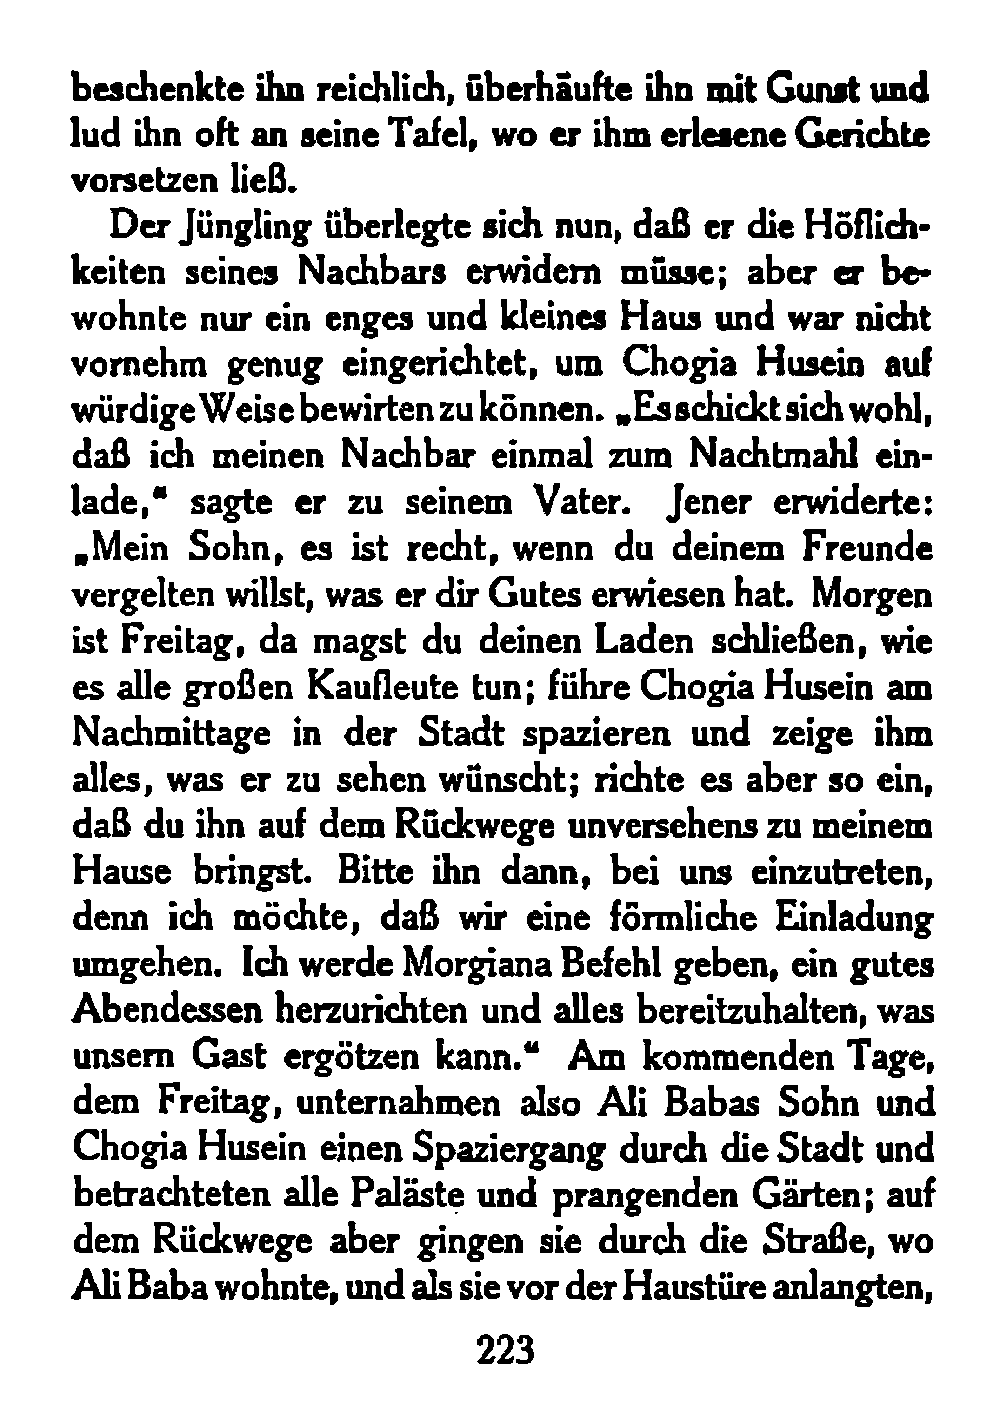 beschenkte ihn reichlich, überhäufte ihn mit Gunst und
lud ihn oft an seine Tafel, wo er ihm erlesene Gerichte
vorsetzen ließ.
Der Jüngling überlegte sich nun, daß er die Höflich-
keiten seines Nachbars erwidern müsse; aber er be-
wohnte nur ein enges und kleines Haus und war nicht
vornehm genug eingerichtet, um Chogia Husein auf
würdige Weise bewirten zu können. „Es schickt sich wohl,
daß ich meinen Nachbar einmal zum Nachtmahl ein-
lade,“ sagte er zu seinem Vater. Jener erwiderte:
„Mein Sohn, es ist recht, wenn du deinem Freunde
vergelten willst, was er dir Gutes erwiesen hat. Morgen
ist Freitag, da magst du deinen Laden schließen, wie
es alle großen Kaufleute tun; führe Chogia Husein am
Nachmittage in der Stadt spazieren und zeige ihm
alles, was er zu sehen wünscht; richte es aber so ein,
daß du ihn auf dem Rückwege unversehens zu meinem
Hause bringst. Bitte ihn dann, bei uns einzutreten,
denn ich möchte, daß wir eine förmliche Einladung
umgehen. Ich werde Morgiana Befehl geben, ein gutes
Abendessen herzurichten und alles bereitzuhalten, was
unsern Gast ergötzen kann.“ Am kommenden Tage,
dem Freitag, unternahmen also Ali Babas Sohn und
Chogia Husein einen Spaziergang durch die Stadt und
betrachteten alle Paläste und prangenden Gärten; auf
dem Rückwege aber gingen sie durch die Straße, wo
Ali Baba wohnte, und als sie vor der Haustüre anlangten,
223